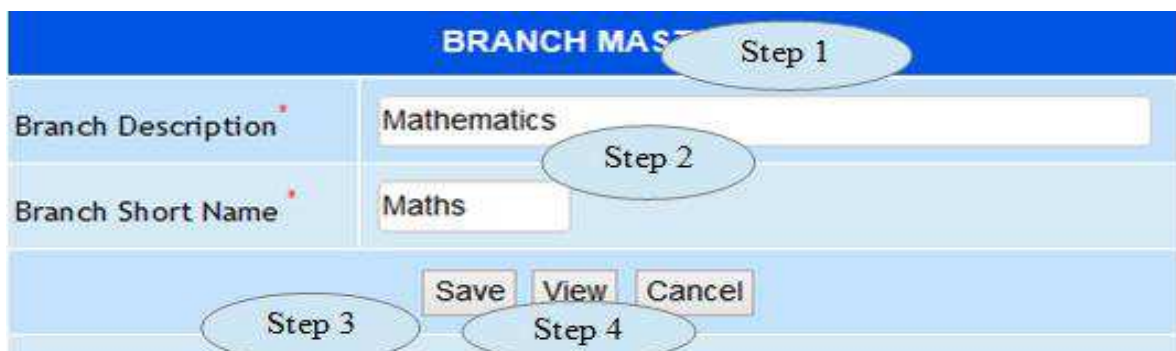 BRANCH MAS
Step 1
Branch Description*
Mathematics
Step 2
Branch Short Name *
Maths
Save View Cancel
Step 3 Step 4